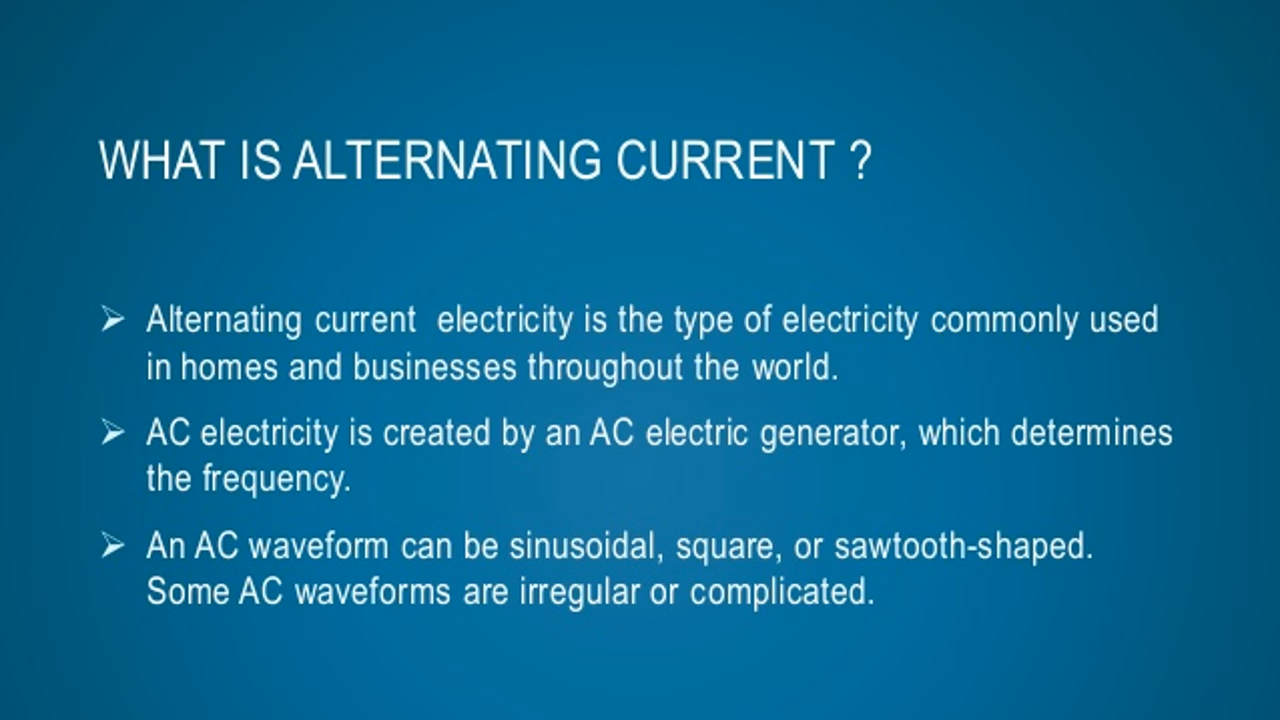 WHAT IS ALTERNATING CURRENT ?
➢ Alternating current electricity is the type of electricity commonly used
in homes and businesses throughout the world.
➢ AC electricity is created by an AC electric generator, which determines
the frequency.
➢ An AC waveform can be sinusoidal, square, or sawtooth-shaped.
Some AC waveforms are irregular or complicated.